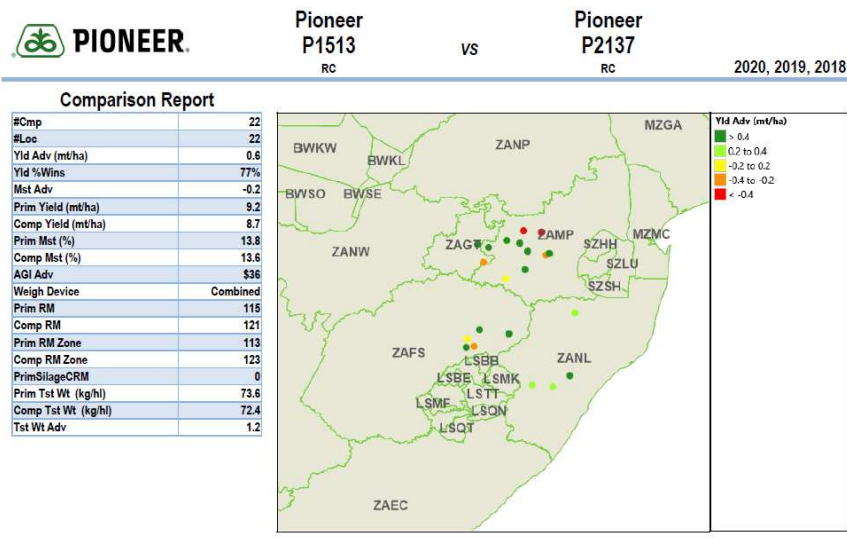 PIONEER.
Pioneer
P1513
RC
VS
Pioneer
P2137
RC
2020, 2019, 2018
Comparison Report
#Cmp 22
#Loc 22
Yld Adv (mt/ha) 0.6
Yld %Wins 77%
Mst Adv -0.2
Prim Yield (mt/ha) 9.2
Comp Yield (mt/ha) 8.7
Prim Mst (%) 13.8
Comp Mst (%) 13.6
AGI Adv $36
Weigh Device Combined
Prim RM 115
Comp RM 121
Prim RM Zone 113
Comp RM Zone 123
PrimSilageCRM 0
Prim Tst Wt (kg/hl) 73.6
Comp Tst Wt (kg/hl) 72.4
Tst Wt Adv 1.2
MZGA
BWKW
ZANP
BWKL
BWSO
BWSE
ZANW
ZAGT
ZAMP
SZHH
MZMC
SZLU
SZSH
ZAFS
LSBB
ZANL
LSBE
LSMK
LSTT
LSMF
LSQN
LSQT
ZAEC
Yld Adv (mt/ha)
> 0.4
0.2 to 0.4
-0.2 to 0.2
-0.4 to -0.2
< -0.4